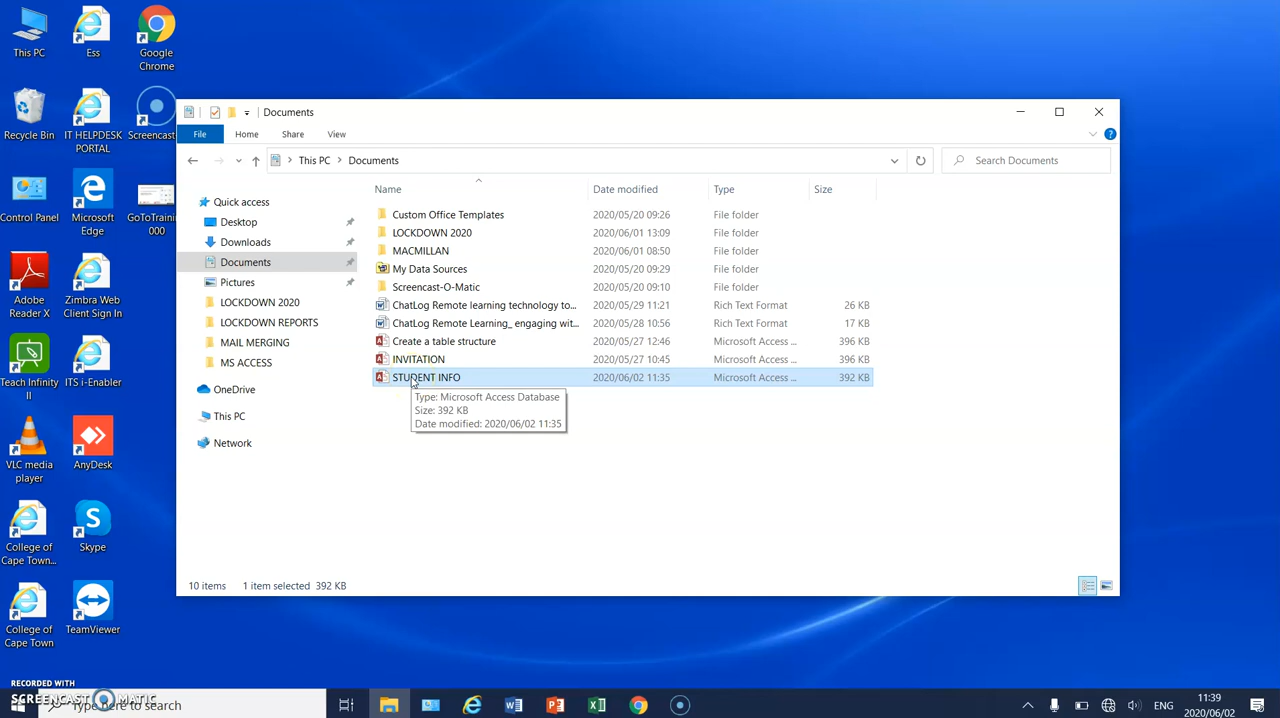 This PC
Ess
Google
Chrome
Recycle Bin
IT HELPDESK
PORTAL
Screencast
Control Panel
Microsoft
Edge
GoToTraini
000
Adobe
Reader X
Zimbra Web
Client Sign In
Teach Infinity
II
ITS i-Enabler
VLC media
player
AnyDesk
College of
Cape Town...
Skype
College of
Cape Town
TeamViewer
Documents
File
Home
Share
View
This PC
Documents
Search Documents
Name
Date modified
Type
Size
Quick access
Desktop
Downloads
Documents
Pictures
LOCKDOWN 2020
LOCKDOWN REPORTS
MAIL MERGING
MS ACCESS
OneDrive
This PC
Network
Custom Office Templates 2020/05/20 09:26 File folder
LOCKDOWN 2020 2020/06/01 13:09 File folder
MACMILLAN 2020/06/01 08:50 File folder
My Data Sources 2020/05/20 09:29 File folder
Screencast-O-Matic 2020/05/20 09:10 File folder
ChatLog Remote learning technology to... 2020/05/29 11:21 Rich Text Format 26 KB
ChatLog Remote Learning_ engaging wit... 2020/05/28 10:56 Rich Text Format 17 KB
Create a table structure 2020/05/27 12:46 Microsoft Access ... 396 KB
INVITATION 2020/05/27 10:45 Microsoft Access ... 396 KB
STUDENT INFO 2020/06/02 11:35 Microsoft Access ... 392 KB
Type: Microsoft Access Database
Size: 392 KB
Date modified: 2020/06/02 11:35
10 items 1 item selected 392 KB
RECORDED WITH
SCREENCAST MATIC
Type here to search
ENG
11:39
2020/06/02